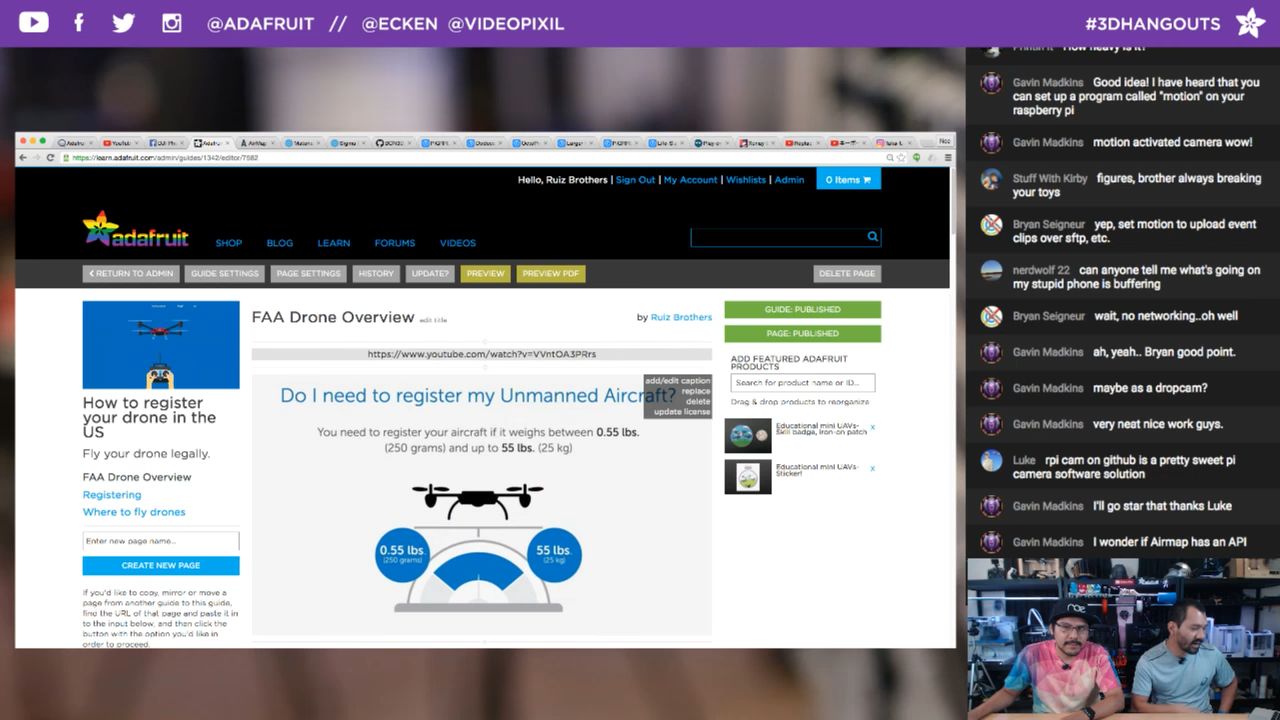 @ADAFRUIT // @ECKEN @VIDEOPIXIL
#3DHANGOUTS
https://learn.adafruit.com/admin/guides/1342/editor/7582
Hello, Ruiz Brothers | Sign Out | My Account | Wishlists | Admin
0 Items
adafruit
SHOP BLOG LEARN FORUMS VIDEOS
RETURN TO ADMIN GUIDE SETTINGS PAGE SETTINGS HISTORY UPDATE? PREVIEW PREVIEW PDF DELETE PAGE
How to register
your drone in the
US
Fly your drone legally.
FAA Drone Overview
Registering
Where to fly drones
Enter new page name...
CREATE NEW PAGE
If you'd like to copy, mirror or move a
page from another guide to this guide,
find the URL of that page and paste it in
to the input below, and then click the
button with the option you'd like in
order to proceed.
FAA Drone Overview edit title
by Ruiz Brothers
https://www.youtube.com/watch?v=VVntOA3PRrs
Do I need to register my Unmanned Aircraft?
add/edit caption
replace
delete
update license
You need to register your aircraft if it weighs between 0.55 lbs.
(250 grams) and up to 55 lbs. (25 kg)
0.55 lbs.
(250 grams)
55 lbs.
(25 kg)
GUIDE: PUBLISHED
PAGE: PUBLISHED
ADD FEATURED ADAFRUIT
PRODUCTS
Search for product name or ID...
Drag & drop products to reorganize
Educational mini UAVs-
Skill badge, iron-on patch
x
Educational mini UAVs-
Sticker!
x
How heavy is it?
Gavin Madkins Good idea! I have heard that you
can set up a program called "motion" on your
raspberry pi
Gavin Madkins motion activated camera wow!
Stuff With Kirby figures, brother always breaking
your toys
Bryan Seigneur yep, set motion to upload event
clips over sftp, etc.
nerdwolf 22 can anyone tell me what's going on
my stupid phone is buffering
Bryan Seigneur wait, no networking..oh well
Gavin Madkins ah, yeah.. Bryan good point.
Gavin Madkins maybe as a dropcam?
Gavin Madkins very neat nice work guys.
Luke rpi cam on github is a pretty sweet pi
camera software solution
Gavin Madkins I'll go star that thanks Luke
Gavin Madkins I wonder if Airmap has an API